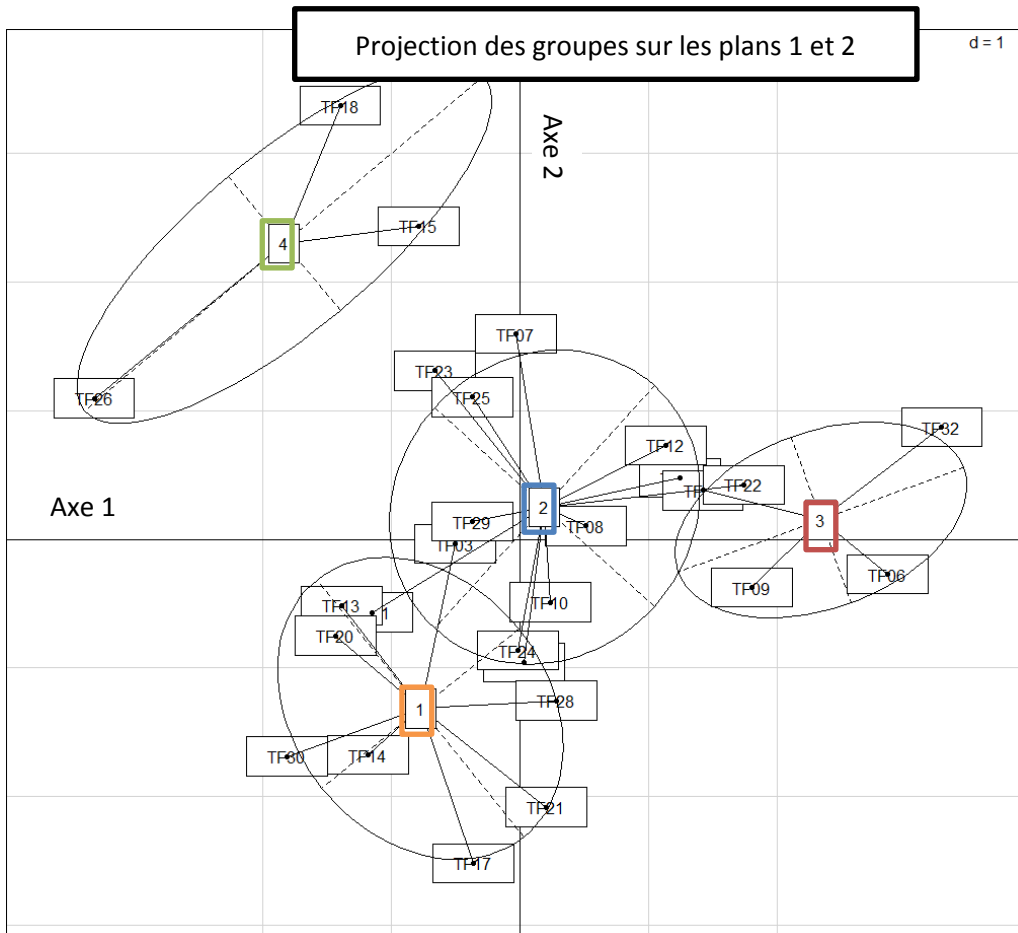 Projection des groupes sur les plans 1 et 2
d = 1
Axe 2
TF18
TF15
4
TF26
TF07
TF23
TF25
TF12
TF32
TF22
Axe 1
2
3
TF29
TF08
TF03
TF09
TF06
TF10
TF13
1
TF20
TF24
1
TF28
TF30
TF14
TF21
TF17